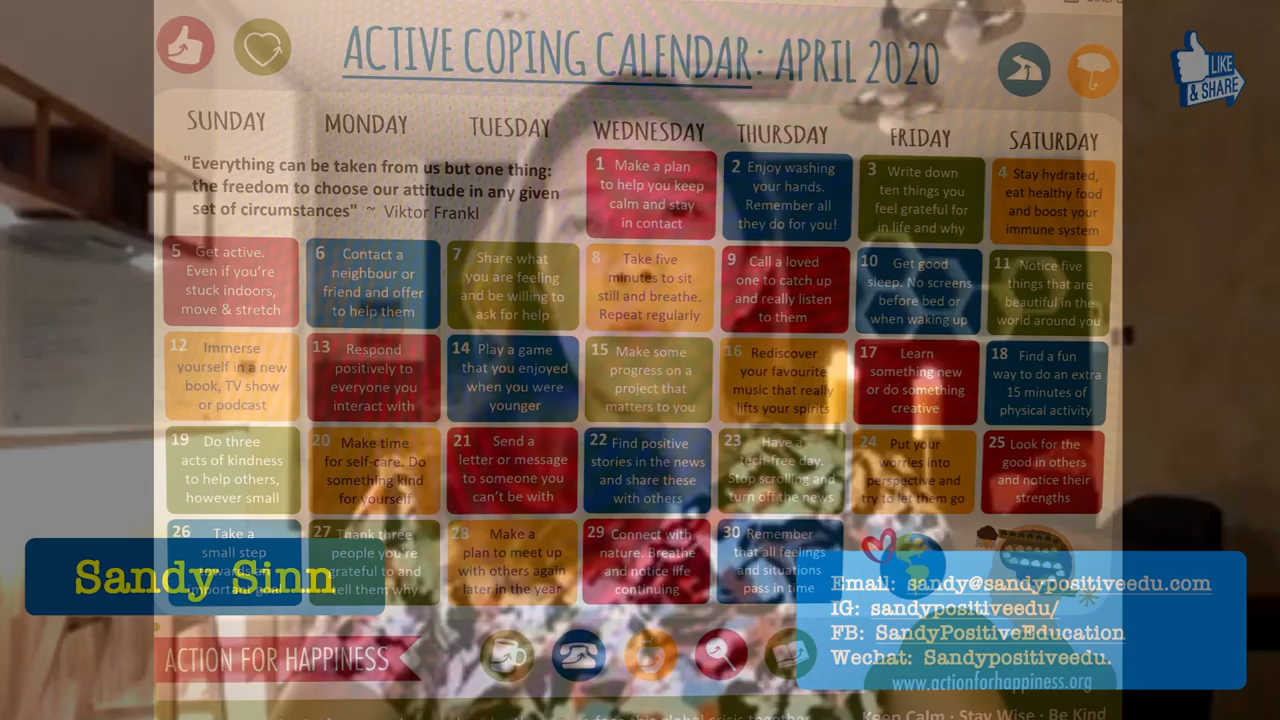 ACTIVE COPING CALENDAR: APRIL 2020
LIKE
& SHARE
SUNDAY MONDAY TUESDAY WEDNESDAY THURSDAY FRIDAY SATURDAY
"Everything can be taken from us but one thing:
the freedom to choose our attitude in any given
set of circumstances" ~ Viktor Frankl
1 Make a plan
to help you keep
calm and stay
in contact
2 Enjoy washing
your hands.
Remember all
they do for you!
3 Write down
ten things you
feel grateful for
in life and why
4 Stay hydrated,
eat healthy food
and boost your
immune system
5 Get active.
Even if you're
stuck indoors,
move & stretch
6 Contact a
neighbour or
friend and offer
to help them
7 Share what
you are feeling
and be willing to
ask for help
8 Take five
minutes to sit
still and breathe.
Repeat regularly
9 Call a loved
one to catch up
and really listen
to them
10 Get good
sleep. No screens
before bed or
when waking up
11 Notice five
things that are
beautiful in the
world around you
12 Immerse
yourself in a new
book, TV show
or podcast
13 Respond
positively to
everyone you
interact with
14 Play a game
that you enjoyed
when you were
younger
15 Make some
progress on a
project that
matters to you
16 Rediscover
your favourite
music that really
lifts your spirits
17 Learn
something new
or do something
creative
18 Find a fun
way to do an extra
15 minutes of
physical activity
19 Do three
acts of kindness
to help others,
however small
20 Make time
for self-care. Do
something kind
for yourself
21 Send a
letter or message
to someone you
can't be with
22 Find positive
stories in the news
and share these
with others
23 Have a
tech-free day.
Stop scrolling and
turn off the news
24 Put your
worries into
perspective and
try to let them go
25 Look for the
good in others
and notice their
strengths
26 Take a
small step
towards an
important goal
27 Thank three
people you're
grateful to and
tell them why
28 Make a
plan to meet up
with others again
later in the year
29 Connect with
nature. Breathe
and notice life
continuing
30 Remember
that all feelings
and situations
pass in time
Sandy Sinn
Email: sandy@sandypositiveedu.com
IG: sandypositiveedu/
FB: SandyPositiveEducation
Wechat: Sandypositiveedu.
ACTION FOR HAPPINESS
www.actionforhappiness.org
Keep Calm · Stay Wise · Be Kind